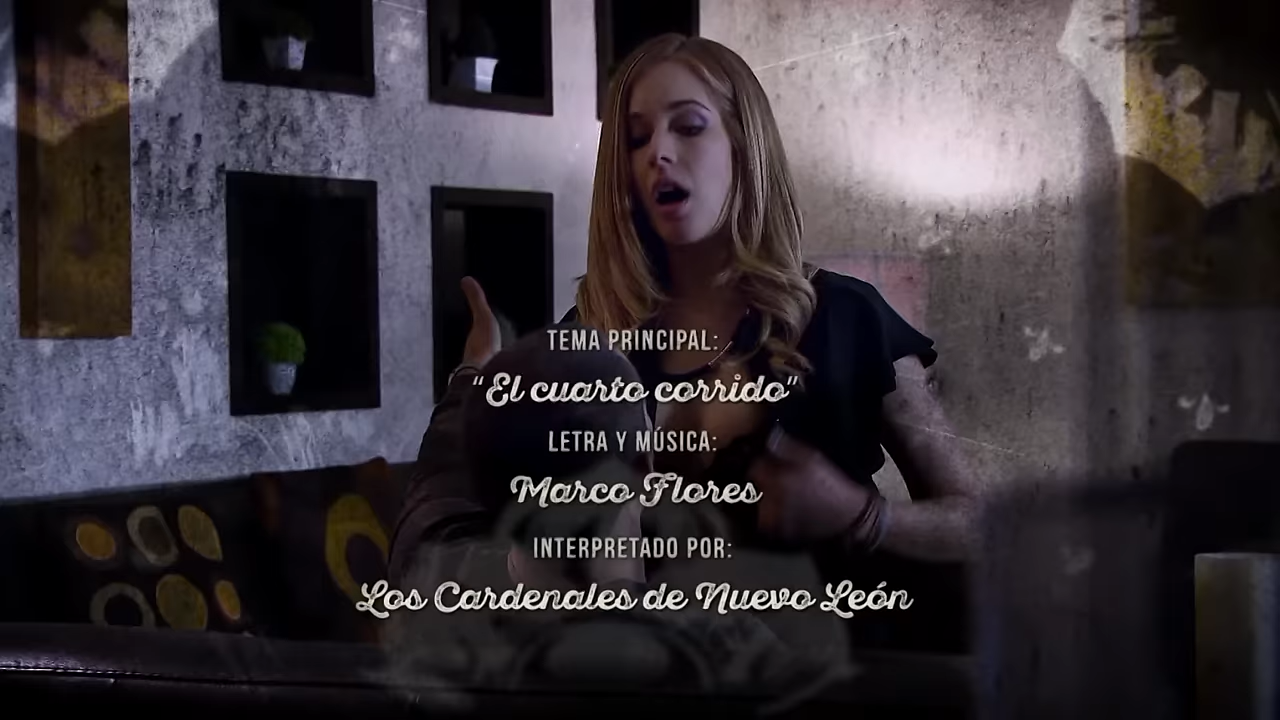 TEMA PRINCIPAL:
"El cuarto corrido"
LETRA Y MÚSICA:
Marco Flores
INTERPRETADO POR:
Los Cardenales de Nuevo León